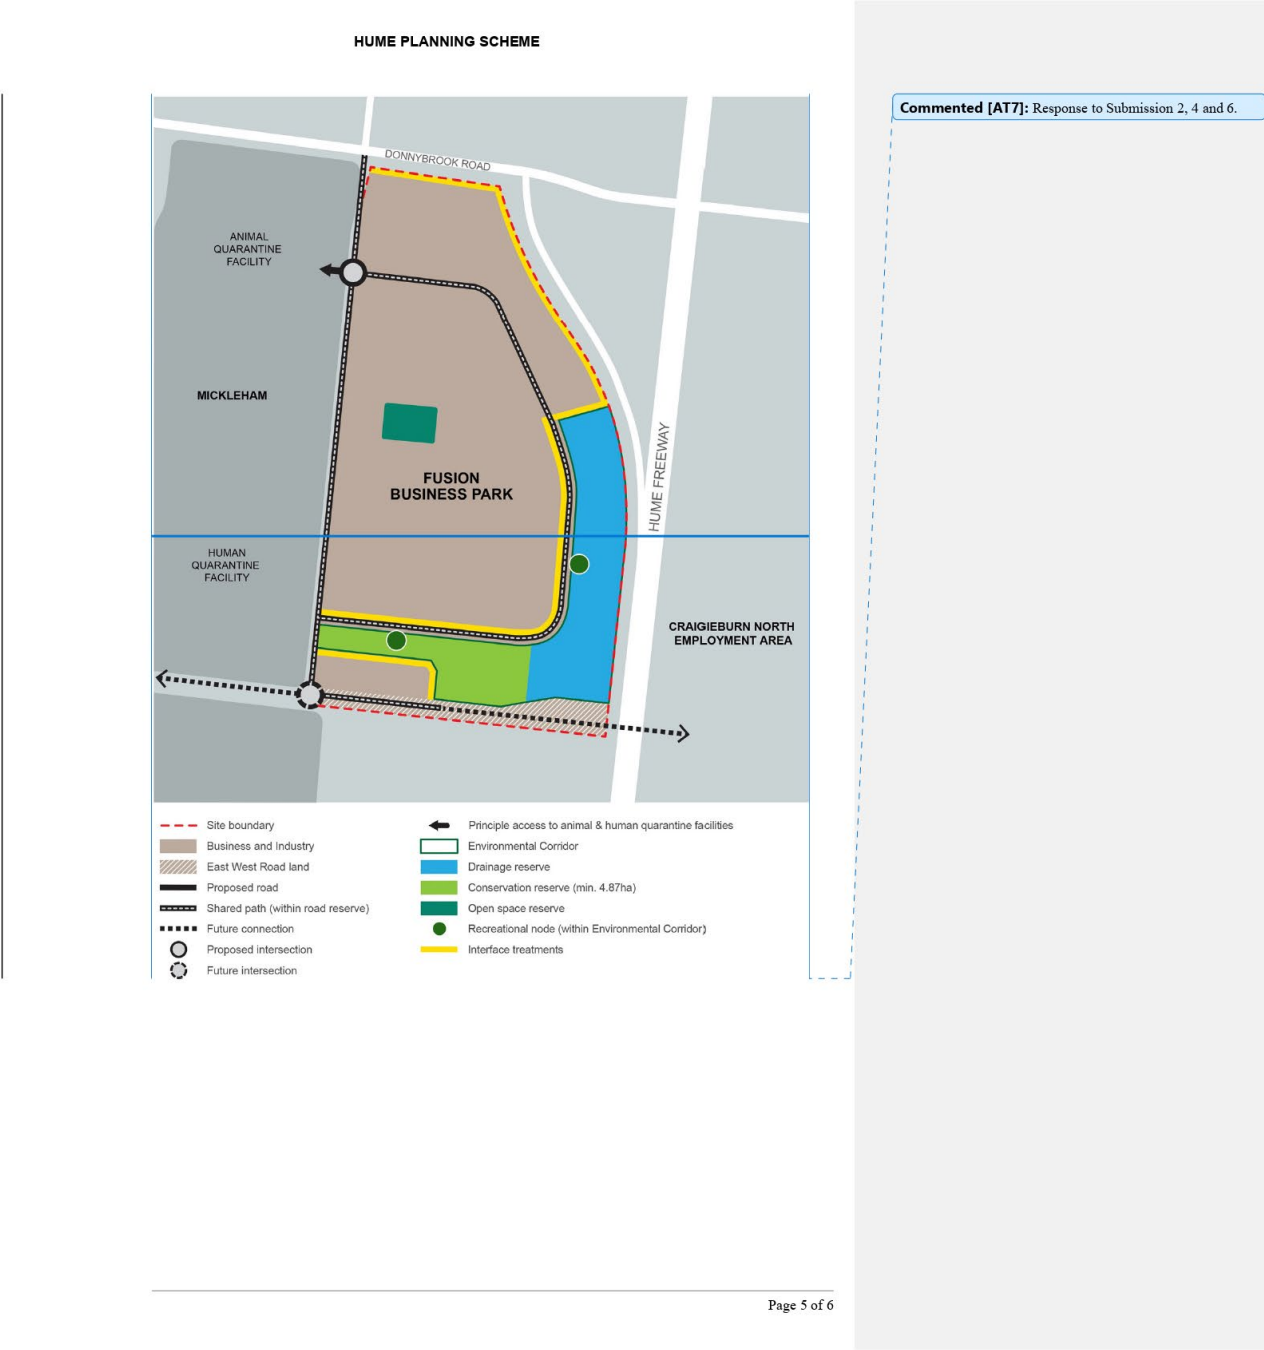 HUME PLANNING SCHEME
Commented [AT7]: Response to Submission 2, 4 and 6.
DONNYBROOK ROAD
ANIMAL
QUARANTINE
FACILITY
MICKLEHAM
FUSION
BUSINESS PARK
HUME FREEWAY
HUMAN
QUARANTINE
FACILITY
CRAIGIEBURN NORTH
EMPLOYMENT AREA
Site boundary
Business and Industry
East West Road land
Proposed road
Shared path (within road reserve)
Future connection
Proposed intersection
Future intersection
Principle access to animal & human quarantine facilities
Environmental Corridor
Drainage reserve
Conservation reserve (min. 4.87ha)
Open space reserve
Recreational node (within Environmental Corridor)
Interface treatments
Page 5 of 6